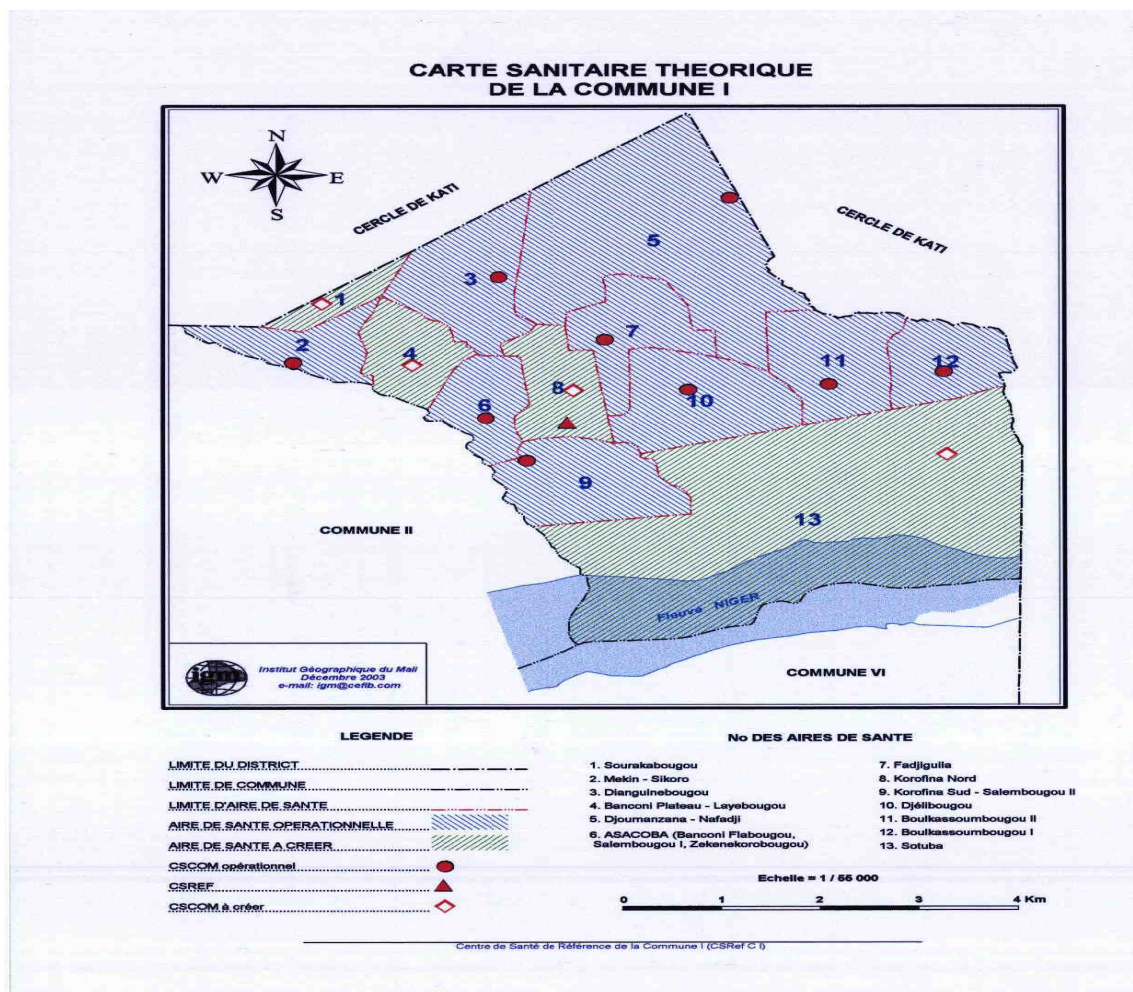 CARTE SANITAIRE THEORIQUE
DE LA COMMUNE I
N
W
E
S
CERCLE DE KATI
CERCLE DE KATI
5
3
1
7
2
4
11
12
8
10
6
9
13
COMMUNE II
Fleuve NIGER
COMMUNE VI
igm
Institut Géographique du Mali
Décembre 2003
e-mail: igm@cefib.com
LEGENDE
LIMITE DU DISTRICT
LIMITE DE COMMUNE
LIMITE D'AIRE DE SANTE
AIRE DE SANTE OPERATIONNELLE
AIRE DE SANTE A CREER
CSCOM opérationnel
CSREF
CSCOM à créer
No DES AIRES DE SANTE
1. Sourakabougou
2. Mekin - Sikoro
3. Dianguinebougou
4. Banconi Plateau - Layebougou
5. Djoumanzana - Nafadji
6. ASACOBA (Banconi Flabougou,
Salembougou I, Zekenekorobougou)
7. Fadjiguila
8. Korofina Nord
9. Korofina Sud - Salembougou II
10. Djélibougou
11. Boulkassoumbougou II
12. Boulkassoumbougou I
13. Sotuba
Echelle = 1 / 55 000
0 1 2 3 4 Km
Centre de Santé de Référence de la Commune I (CSRef C I)